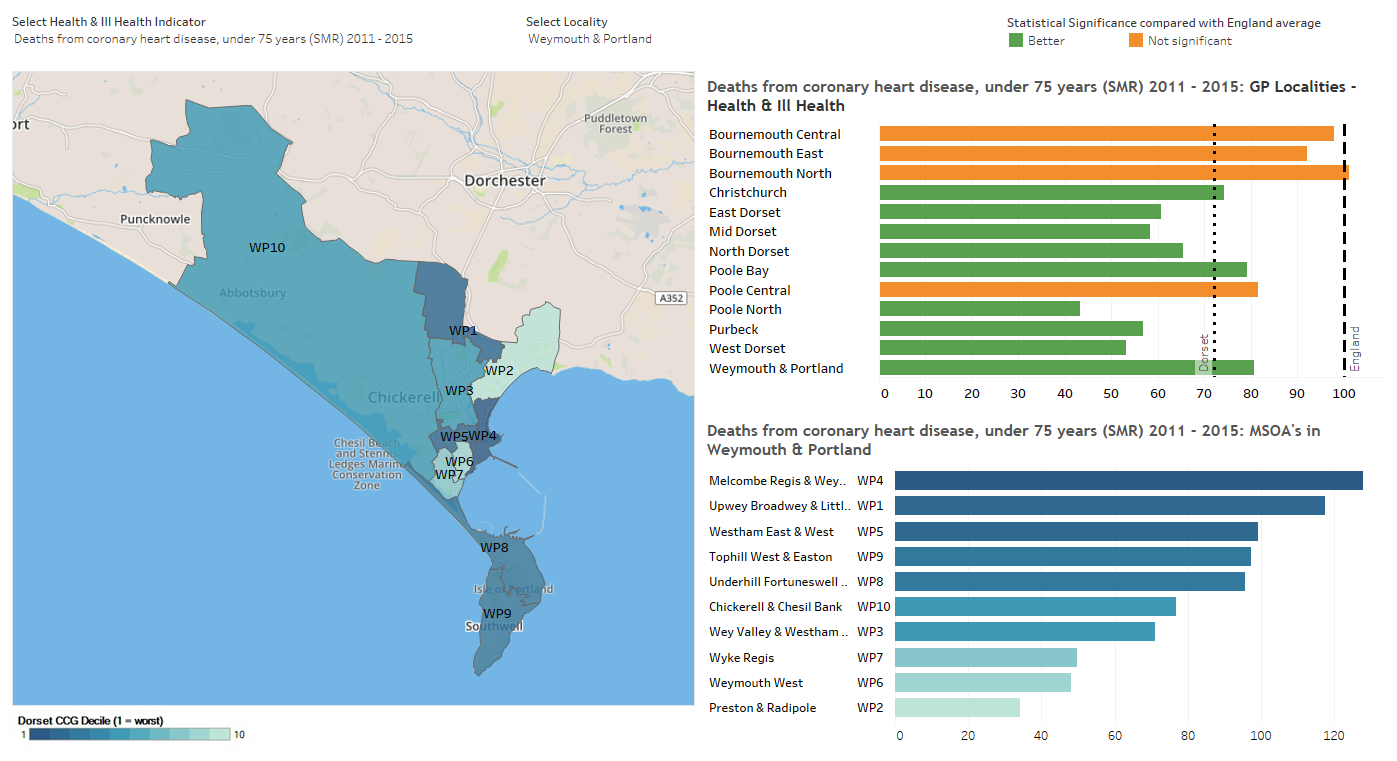 Select Health & Ill Health Indicator
Deaths from coronary heart disease, under 75 years (SMR) 2011 - 2015
Select Locality
Weymouth & Portland
Statistical Significance compared with England average
Better
Not significant
ort
Puddletown
Forest
Dorchester
Puncknowle
WP10
Abbotsbury
A352
WP1
WP2
WP3
Chickerell
WP5
WP4
Chesil Beach
and Stennis
Ledges Marine
Conservation
Zone
WP6
WP7
WP8
Isle of Portland
WP9
Southwell
Dorset CCG Decile (1 = worst)
1
10
Deaths from coronary heart disease, under 75 years (SMR) 2011 - 2015: GP Localities -
Health & Ill Health
Bournemouth Central
Bournemouth East
Bournemouth North
Christchurch
East Dorset
Mid Dorset
North Dorset
Poole Bay
Poole Central
Poole North
Purbeck
West Dorset
Weymouth & Portland
Dorset
England
0 10 20 30 40 50 60 70 80 90 100
Deaths from coronary heart disease, under 75 years (SMR) 2011 - 2015: MSOA's in
Weymouth & Portland
Melcombe Regis & Wey.. WP4
Upwey Broadwey & Littl.. WP1
Westham East & West WP5
Tophill West & Easton WP9
Underhill Fortuneswell .. WP8
Chickerell & Chesil Bank WP10
Wey Valley & Westham .. WP3
Wyke Regis WP7
Weymouth West WP6
Preston & Radipole WP2
0 20 40 60 80 100 120